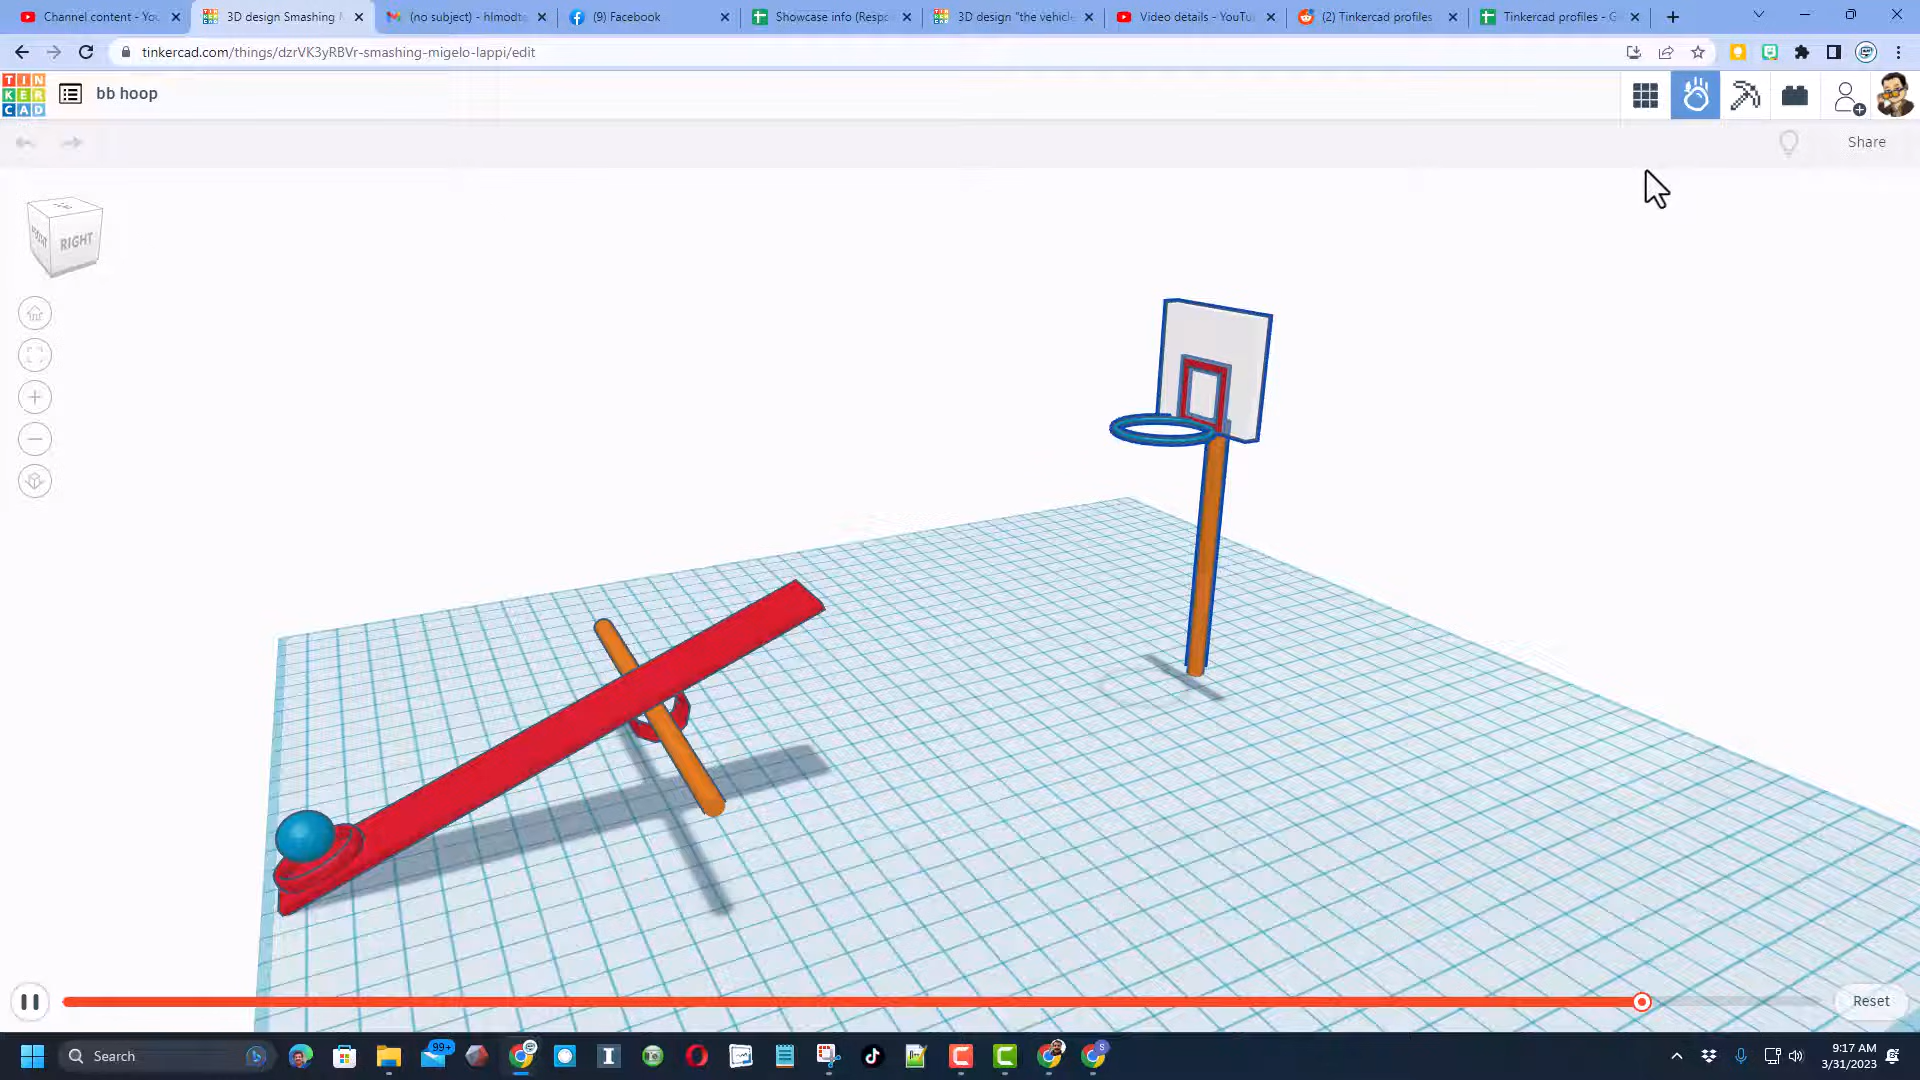 Channel content - You
3D design Smashing M
(no subject) - hlmodte
(9) Facebook
Showcase info (Respo
3D design "the vehicle
Video details - YouTu
(2) Tinkercad profiles
Tinkercad profiles - G
tinkercad.com/things/dzrVK3yRBVr-smashing-migelo-lappi/edit
TIN
KER
CAD
bb hoop
Share
RIGHT
Reset
Search
99+
9:17 AM
3/31/2023